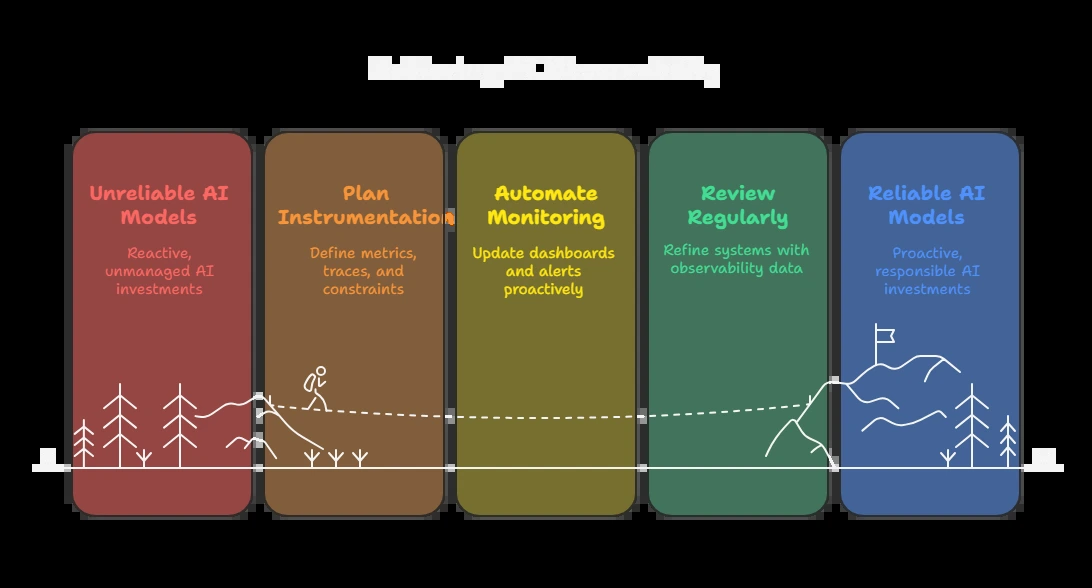 Unreliable AI
Models
Reactive,
unmanaged AI
investments
Plan
Instrumentation
Define metrics,
traces, and
constraints
Automate
Monitoring
Update dashboards
and alerts
proactively
Review
Regularly
Refine systems with
observability data
Reliable AI
Models
Proactive,
responsible AI
investments